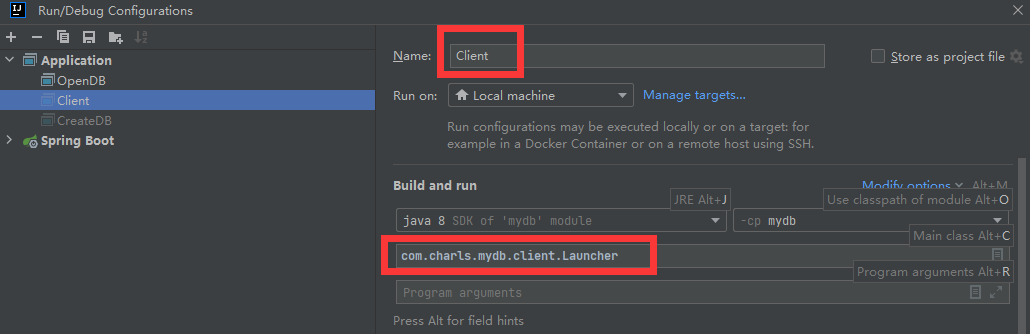 IJ Run/Debug Configurations
Application
OpenDB
Client
CreateDB
Spring Boot
Name: Client
Store as project file
Run on: Local machine
Manage targets...
Run configurations may be executed locally or on a target: for
example in a Docker Container or on a remote host using SSH.
Build and run
Modify options Alt+M
JRE Alt+J
Use classpath of module Alt+O
java 8 SDK of 'mydb' module
-cp mydb
Main class Alt+C
com.charls.mydb.client.Launcher
Program arguments Alt+R
Program arguments
Press Alt for field hints